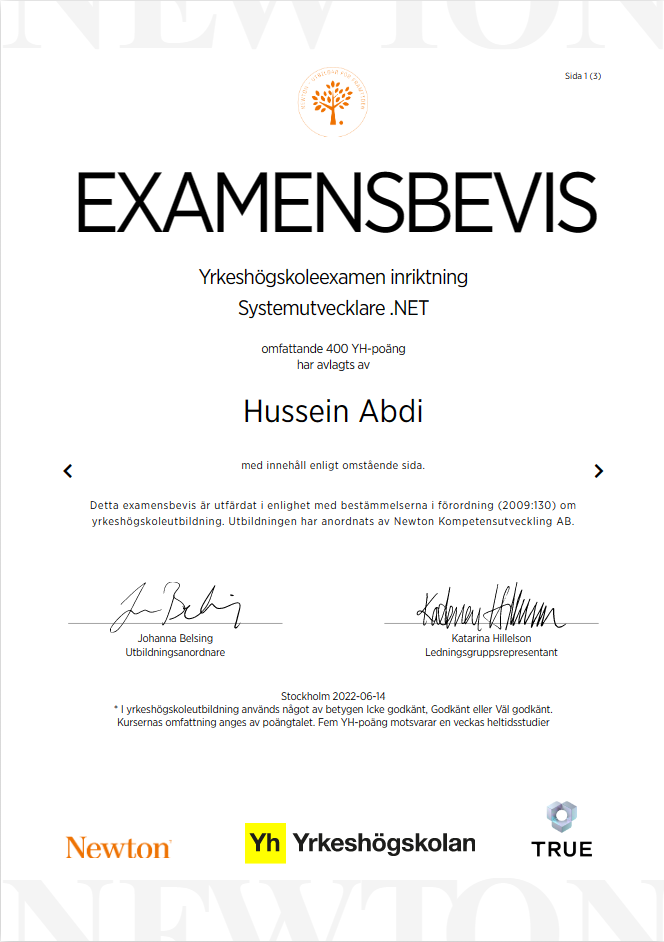 NEWTON
Sida 1 (3)
NEWTON - UTBILDAR FÖR FRAMTIDEN
EXAMENSBEVIS
Yrkeshögskoleexamen inriktning
Systemutvecklare .NET
omfattande 400 YH-poäng
har avlagts av
Hussein Abdi
med innehåll enligt omstående sida.
Detta examensbevis är utfärdat i enlighet med bestämmelserna i förordning (2009:130) om
yrkeshögskoleutbildning. Utbildningen har anordnats av Newton Kompetensutveckling AB.
Johanna Belsing
Utbildningsanordnare
Katarina Hillelson
Ledningsgruppsrepresentant
Stockholm 2022-06-14
* I yrkeshögskoleutbildning används något av betygen Icke godkänt, Godkänt eller Väl godkänt.
Kursernas omfattning anges av poängtalet. Fem YH-poäng motsvarar en veckas heltidsstudier
Newton
Yh Yrkeshögskolan
TRUE
NEWTON